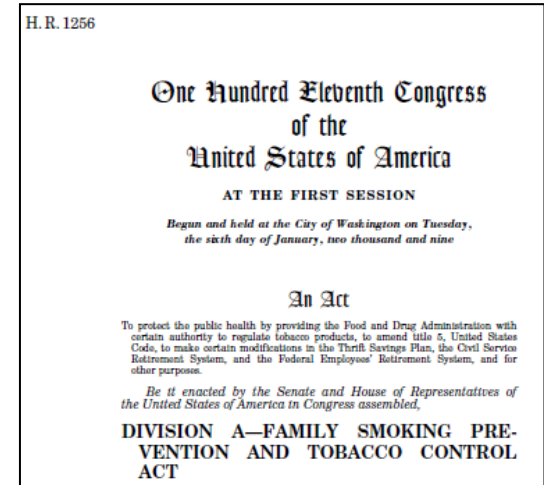 H. R. 1256
One Hundred Eleventh Congress
of the
United States of America
AT THE FIRST SESSION
Begun and held at the City of Washington on Tuesday,
the sixth day of January, two thousand and nine
An Act
To protect the public health by providing the Food and Drug Administration with
certain authority to regulate tobacco products, to amend title 5, United States
Code, to make certain modifications in the Thrift Savings Plan, the Civil Service
Retirement System, and the Federal Employees' Retirement System, and for
other purposes.
Be it enacted by the Senate and House of Representatives of
the United States of America in Congress assembled,
DIVISION A—FAMILY SMOKING PRE-
VENTION AND TOBACCO CONTROL
ACT